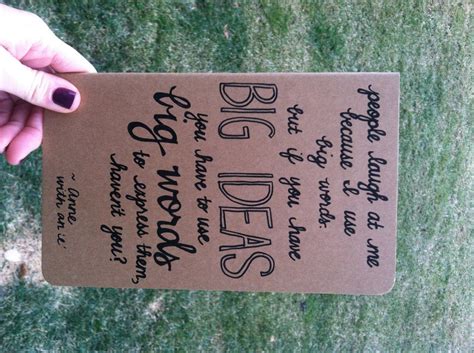 people laugh at me
because I use
big words.
but if you have
BIG IDEAS
you have to use
big words
to express them,
haven't you?
~ Anne
with an 'e'